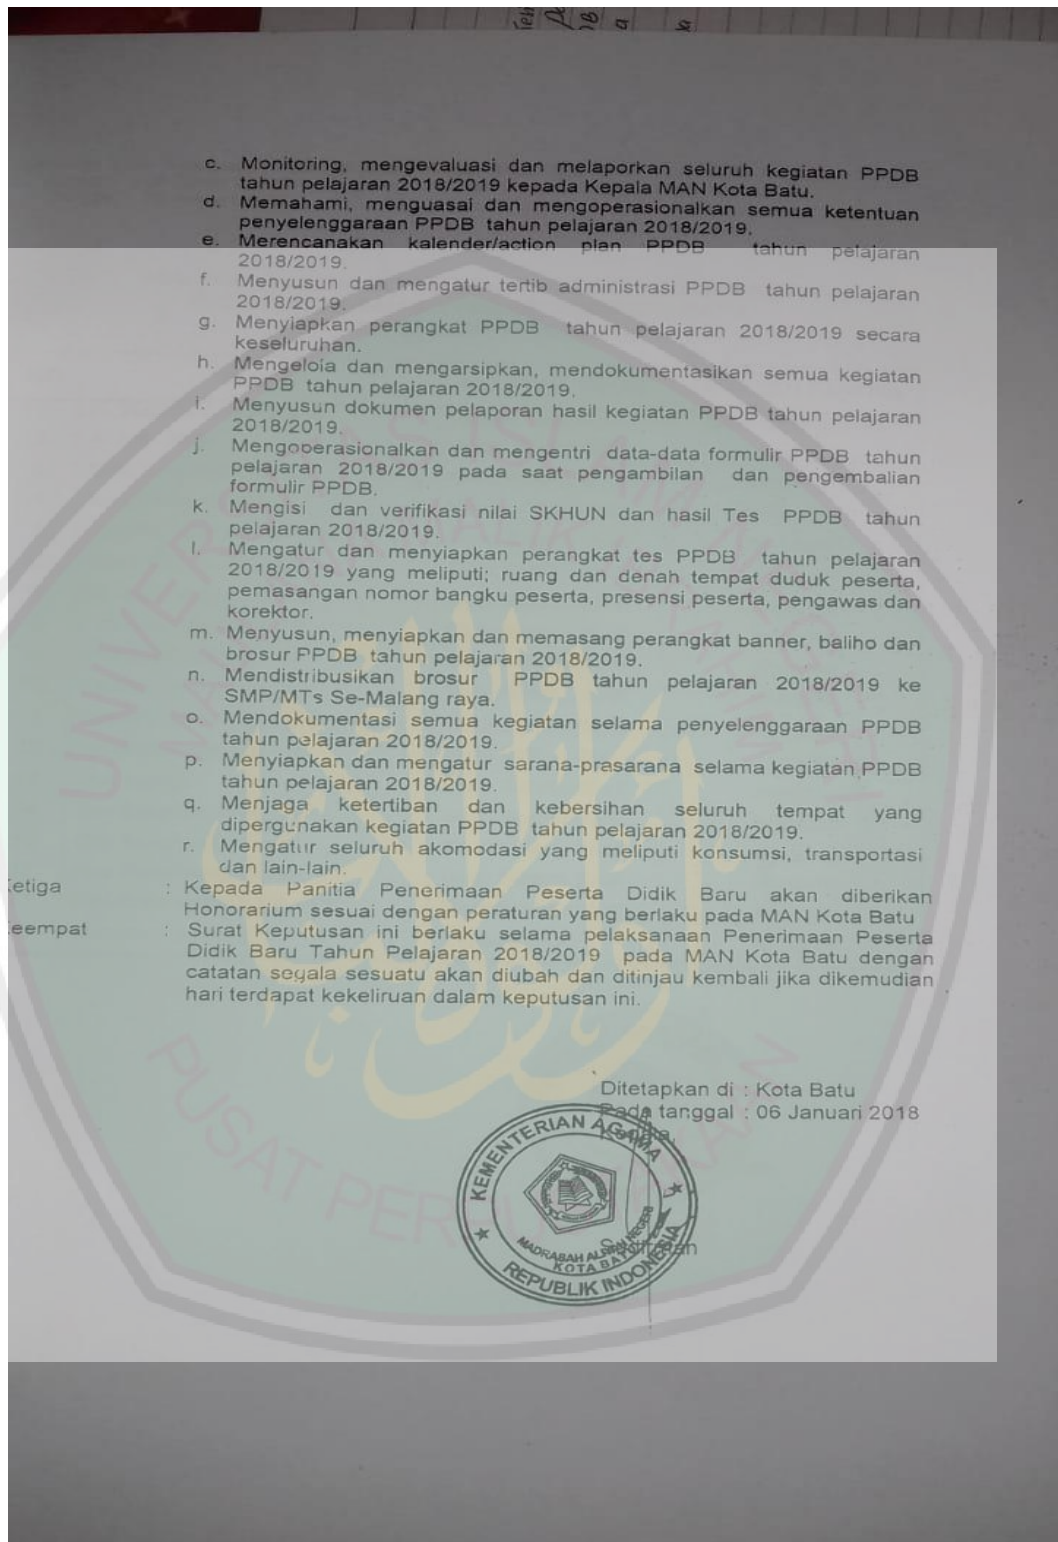 c. Monitoring, mengevaluasi dan melaporkan seluruh kegiatan PPDB
tahun pelajaran 2018/2019 kepada Kepala MAN Kota Batu.
d. Memahami, menguasai dan mengoperasionalkan semua ketentuan
penyelenggaraan PPDB tahun pelajaran 2018/2019.
e. Merencanakan kalender/action plan PPDB tahun pelajaran
2018/2019.
f. Menyusun dan mengatur tertib administrasi PPDB tahun pelajaran
2018/2019.
g. Menyiapkan perangkat PPDB tahun pelajaran 2018/2019 secara
keseluruhan.
h. Mengelola dan mengarsipkan, mendokumentasikan semua kegiatan
PPDB tahun pelajaran 2018/2019.
i. Menyusun dokumen pelaporan hasil kegiatan PPDB tahun pelajaran
2018/2019.
j. Mengoperasionalkan dan mengentri data-data formulir PPDB tahun
pelajaran 2018/2019 pada saat pengambilan dan pengembalian
formulir PPDB.
k. Mengisi dan verifikasi nilai SKHUN dan hasil Tes PPDB tahun
pelajaran 2018/2019.
l. Mengatur dan menyiapkan perangkat tes PPDB tahun pelajaran
2018/2019 yang meliputi; ruang dan denah tempat duduk peserta,
pemasangan nomor bangku peserta, presensi peserta, pengawas dan
korektor.
m. Menyusun, menyiapkan dan memasang perangkat banner, baliho dan
brosur PPDB tahun pelajaran 2018/2019.
n. Mendistribusikan brosur PPDB tahun pelajaran 2018/2019 ke
SMP/MTs Se-Malang raya.
o. Mendokumentasi semua kegiatan selama penyelenggaraan PPDB
tahun pelajaran 2018/2019.
p. Menyiapkan dan mengatur sarana-prasarana selama kegiatan PPDB
tahun pelajaran 2018/2019.
q. Menjaga ketertiban dan kebersihan seluruh tempat yang
dipergunakan kegiatan PPDB tahun pelajaran 2018/2019.
r. Mengatur seluruh akomodasi yang meliputi konsumsi, transportasi
dan lain-lain.
etiga : Kepada Panitia Penerimaan Peserta Didik Baru akan diberikan
Honorarium sesuai dengan peraturan yang berlaku pada MAN Kota Batu
eempat : Surat Keputusan ini berlaku selama pelaksanaan Penerimaan Peserta
Didik Baru Tahun Pelajaran 2018/2019 pada MAN Kota Batu dengan
catatan segala sesuatu akan diubah dan ditinjau kembali jika dikemudian
hari terdapat kekeliruan dalam keputusan ini.
Ditetapkan di : Kota Batu
Pada tanggal : 06 Januari 2018
Kepala,
KEMENTERIAN AGAMA
KOTA BATU
REPUBLIK INDONESIA